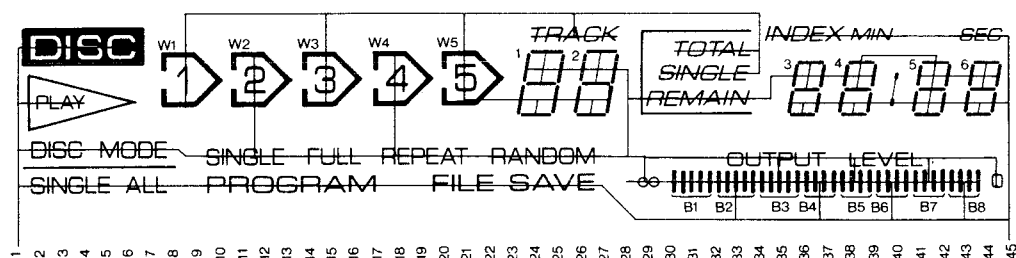 W1 W2 W3 W4 W5 TRACK INDEX MIN SEC
DISC 1 2 3 4 5 1 2 TOTAL 3 4 5 6
PLAY SINGLE
REMAIN
DISC MODE SINGLE FULL REPEAT RANDOM OUTPUT LEVEL
SINGLE ALL PROGRAM FILE SAVE
B1 B2 B3 B4 B5 B6 B7 B8
1 2 3 4 5 6 7 8 9 10 11 12 13 14 15 16 17 18 19 20 21 22 23 24 25 26 27 28 29 30 31 32 33 34 35 36 37 38 39 40 41 42 43 44 45